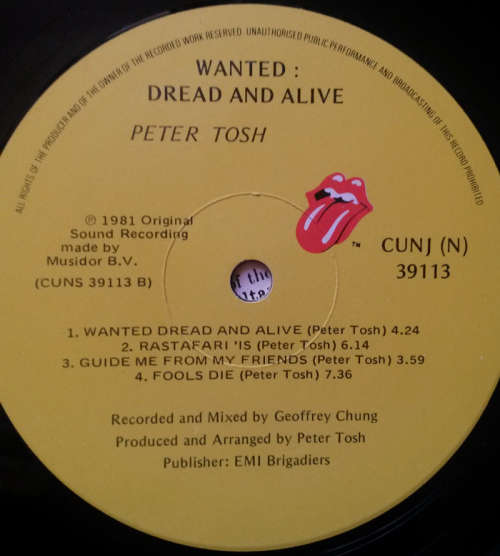 ALL RIGHTS OF THE PRODUCER AND OF THE OWNER OF THE RECORDED WORK RESERVED. UNAUTHORISED PUBLIC PERFORMANCE AND BROADCASTING OF THIS RECORD PROHIBITED
WANTED :
DREAD AND ALIVE
PETER TOSH
℗ 1981 Original
Sound Recording
made by
Musidor B.V.
(CUNS 39113 B)
TM
CUNJ (N)
39113
of the
1. WANTED DREAD AND ALIVE (Peter Tosh) 4.24
2. RASTAFARI 'IS (Peter Tosh) 6.14
3. GUIDE ME FROM MY FRIENDS (Peter Tosh) 3.59
4. FOOLS DIE (Peter Tosh) 7.36
Recorded and Mixed by Geoffrey Chung
Produced and Arranged by Peter Tosh
Publisher: EMI Brigadiers